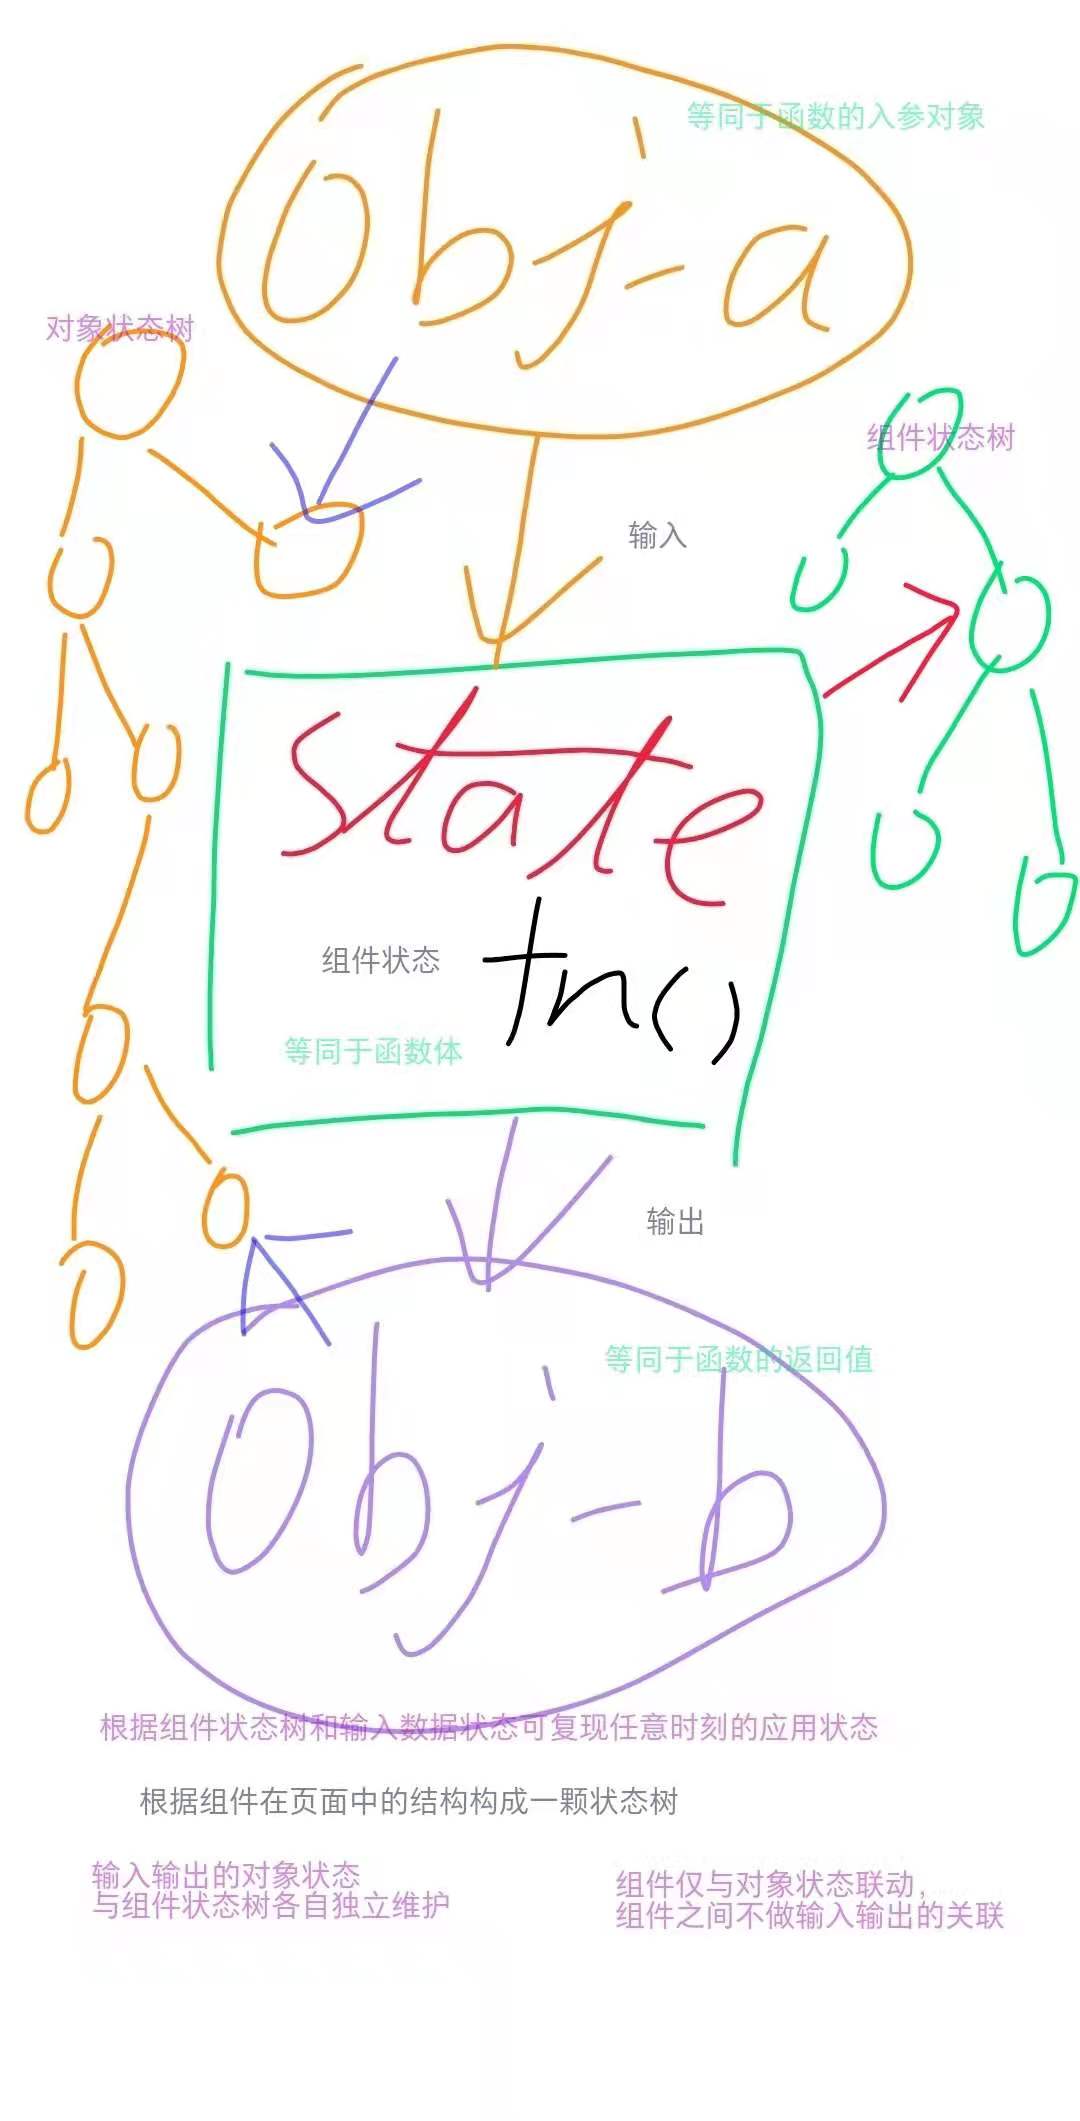 等同于函数的入参对象
Obj-a
对象状态树
组件状态树
输入
state
组件状态
fn()
等同于函数体
输出
等同于函数的返回值
Obj-b
根据组件状态树和输入数据状态可复现任意时刻的应用状态
根据组件在页面中的结构构成一颗状态树
输入输出的对象状态
与组件状态树各自独立维护
组件仅与对象状态联动，
组件之间不做输入输出的关联